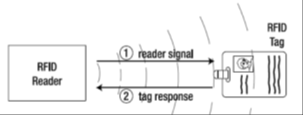 RFID
Reader
1 reader signal
2 tag response
RFID
Tag